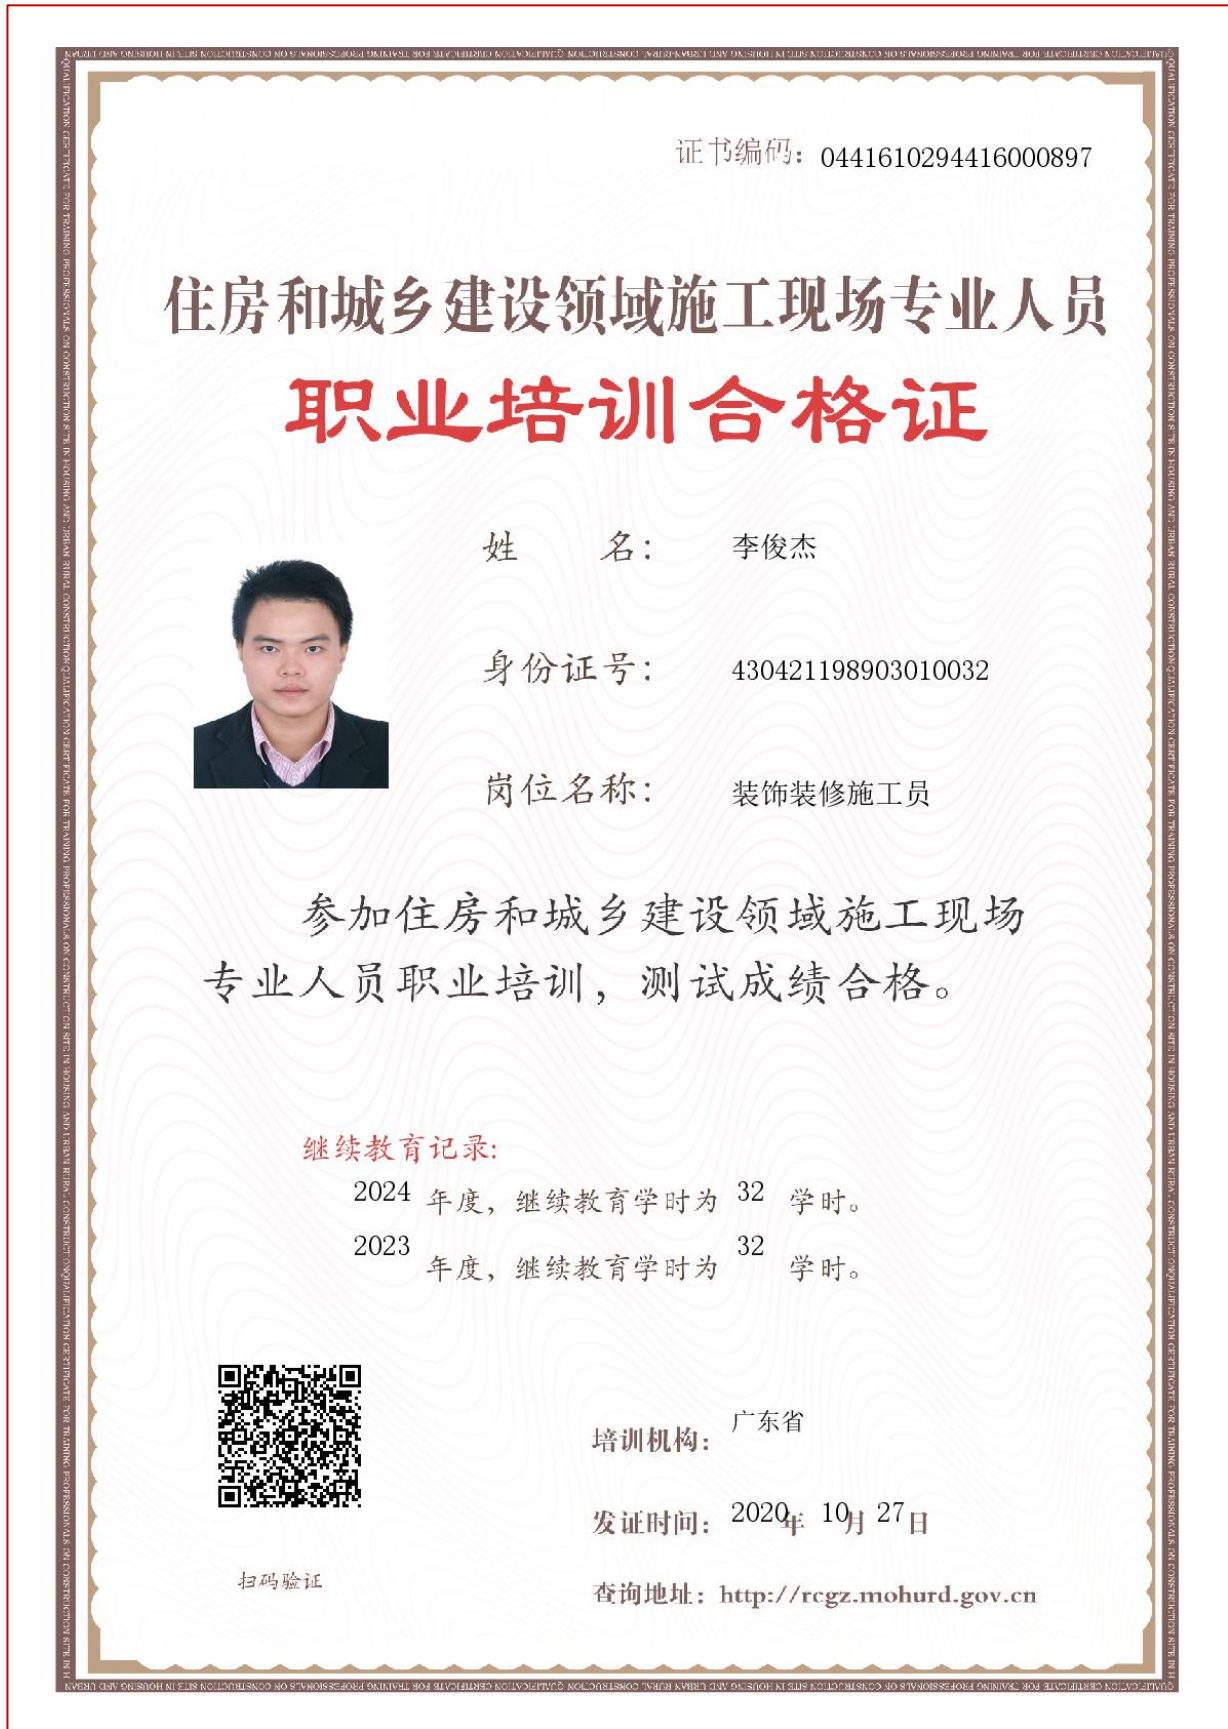 证书编码：0441610294416000897
住房和城乡建设领域施工现场专业人员
职业培训合格证
姓 名：李俊杰
身份证号：430421198903010032
岗位名称：装饰装修施工员
参加住房和城乡建设领域施工现场
专业人员职业培训，测试成绩合格。
继续教育记录:
2024 年度，继续教育学时为 32 学时。
2023 年度，继续教育学时为 32 学时。
培训机构：广东省
发证时间：2020年 10月 27日
扫码验证
查询地址：http://rcgz.mohurd.gov.cn